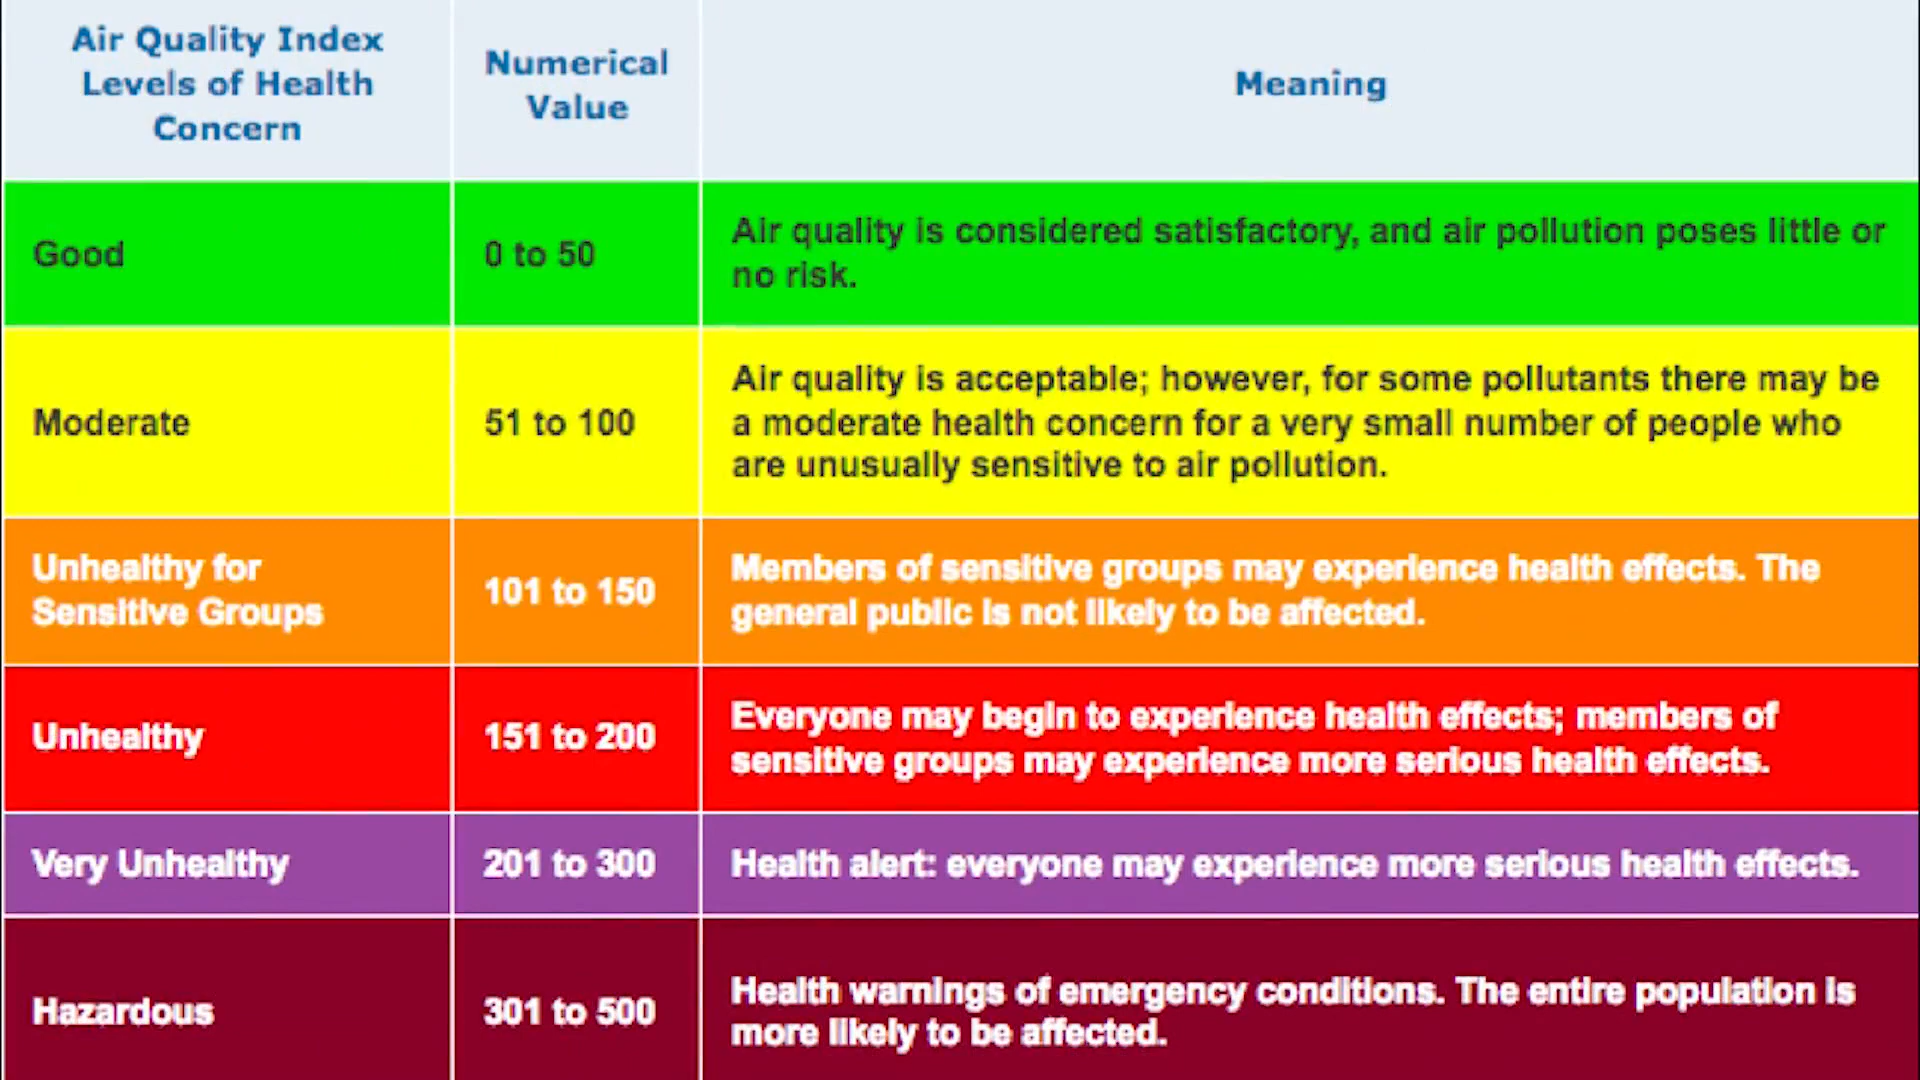 Air Quality Index
Levels of Health
Concern
Numerical
Value
Meaning
Good
0 to 50
Air quality is considered satisfactory, and air pollution poses little or
no risk.
Moderate
51 to 100
Air quality is acceptable; however, for some pollutants there may be
a moderate health concern for a very small number of people who
are unusually sensitive to air pollution.
Unhealthy for
Sensitive Groups
101 to 150
Members of sensitive groups may experience health effects. The
general public is not likely to be affected.
Unhealthy
151 to 200
Everyone may begin to experience health effects; members of
sensitive groups may experience more serious health effects.
Very Unhealthy
201 to 300
Health alert: everyone may experience more serious health effects.
Hazardous
301 to 500
Health warnings of emergency conditions. The entire population is
more likely to be affected.